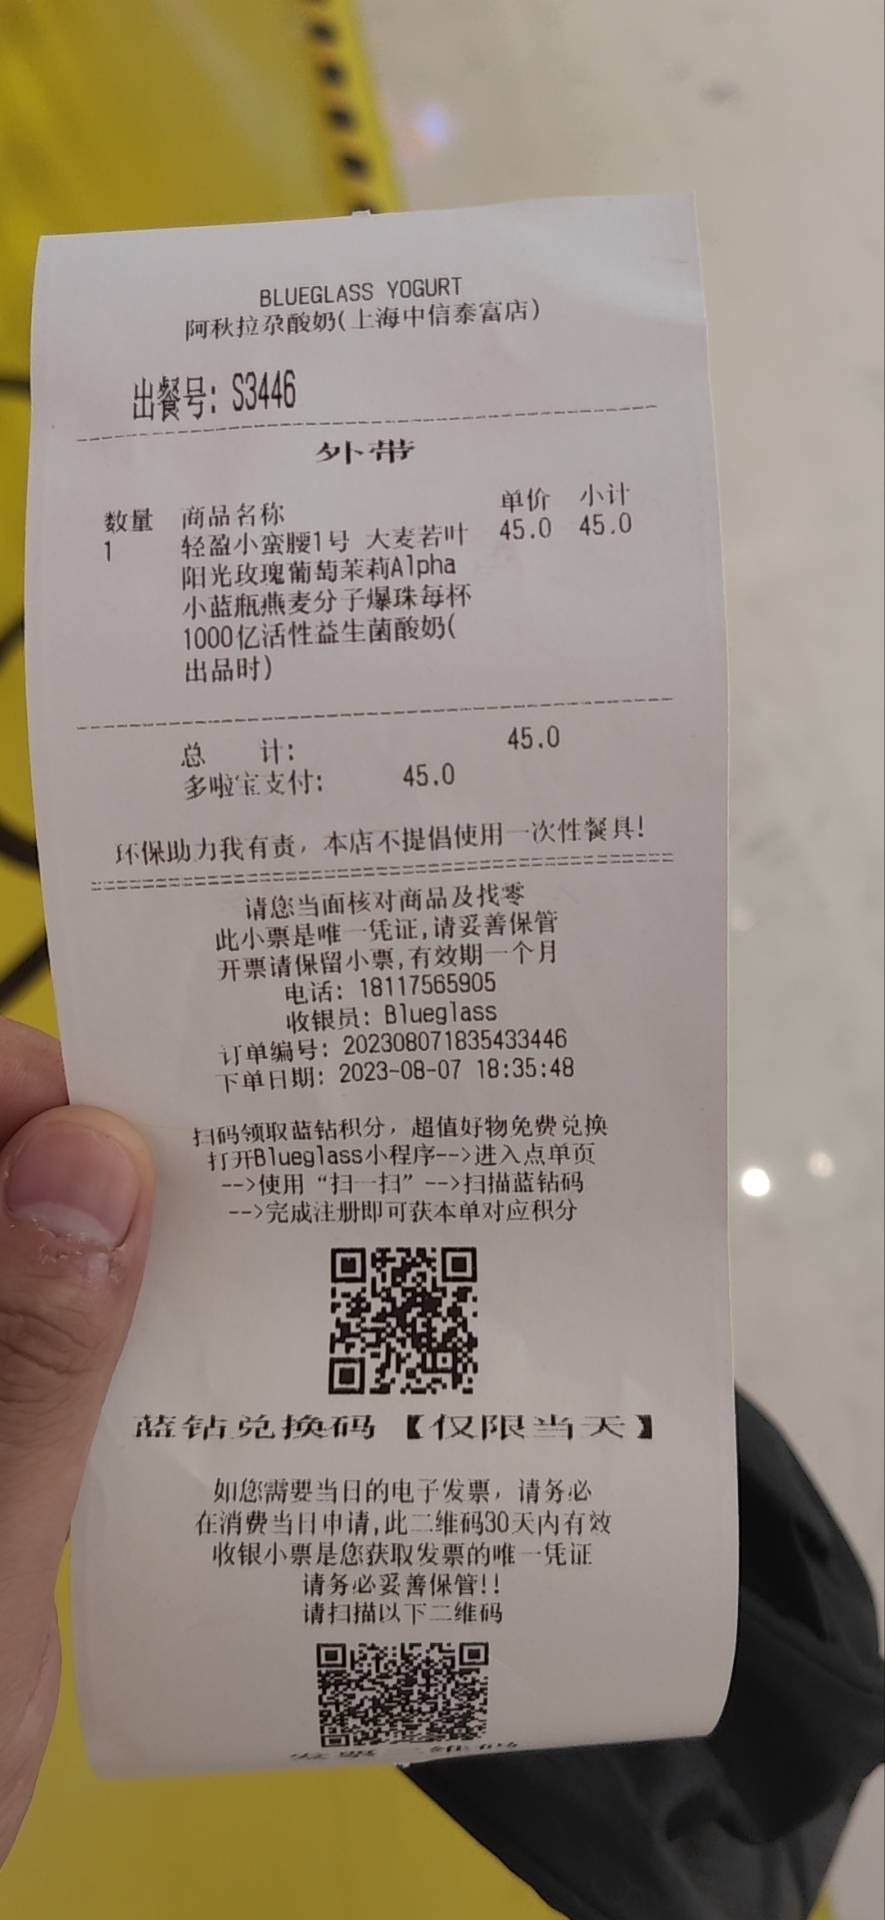 BLUEGLASS YOGURT
阿秋拉尕酸奶(上海中信泰富店)
出餐号: S3446
外带
数量 商品名称 单价 小计
1 轻盈小蛮腰1号 大麦若叶 45.0 45.0
阳光玫瑰葡萄茉莉Alpha
小蓝瓶燕麦分子爆珠每杯
1000亿活性益生菌酸奶(
出品时)
总 计: 45.0
多啦宝支付: 45.0
环保助力我有责，本店不提倡使用一次性餐具!
请您当面核对商品及找零
此小票是唯一凭证,请妥善保管
开票请保留小票,有效期一个月
电话: 18117565905
收银员: Blueglass
订单编号: 202308071835433446
下单日期: 2023-08-07 18:35:48
扫码领取蓝钻积分，超值好物免费兑换
打开Blueglass小程序-->进入点单页
-->使用“扫一扫”-->扫描蓝钻码
-->完成注册即可获本单对应积分
蓝钻兑换码【仅限当天】
如您需要当日的电子发票，请务必
在消费当日申请,此二维码30天内有效
收银小票是您获取发票的唯一凭证
请务必妥善保管!!
请扫描以下二维码